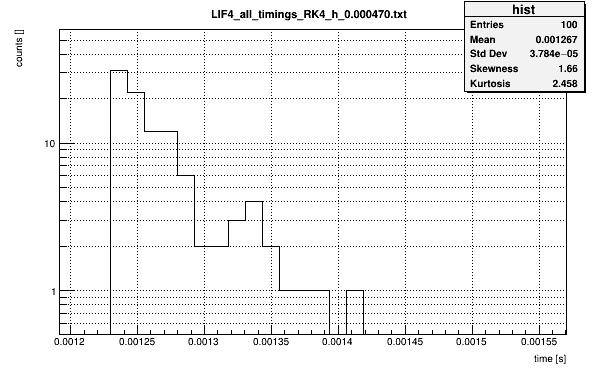 LIF4_all_timings_RK4_h_0.000470.txt
hist
Entries 100
Mean 0.001267
Std Dev 3.784e−05
Skewness 1.66
Kurtosis 2.458
counts []
10
1
0.0012 0.00125 0.0013 0.00135 0.0014 0.00145 0.0015 0.00155
time [s]